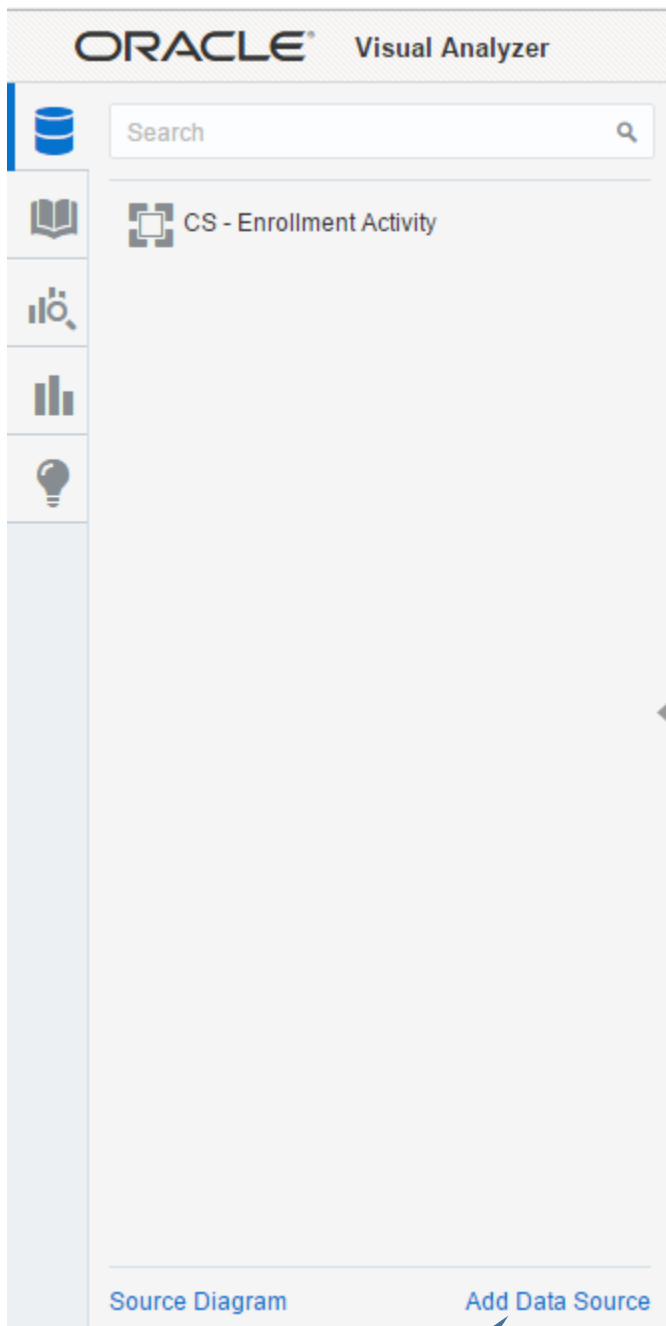 ORACLE® Visual Analyzer
Search
CS - Enrollment Activity
Source Diagram Add Data Source